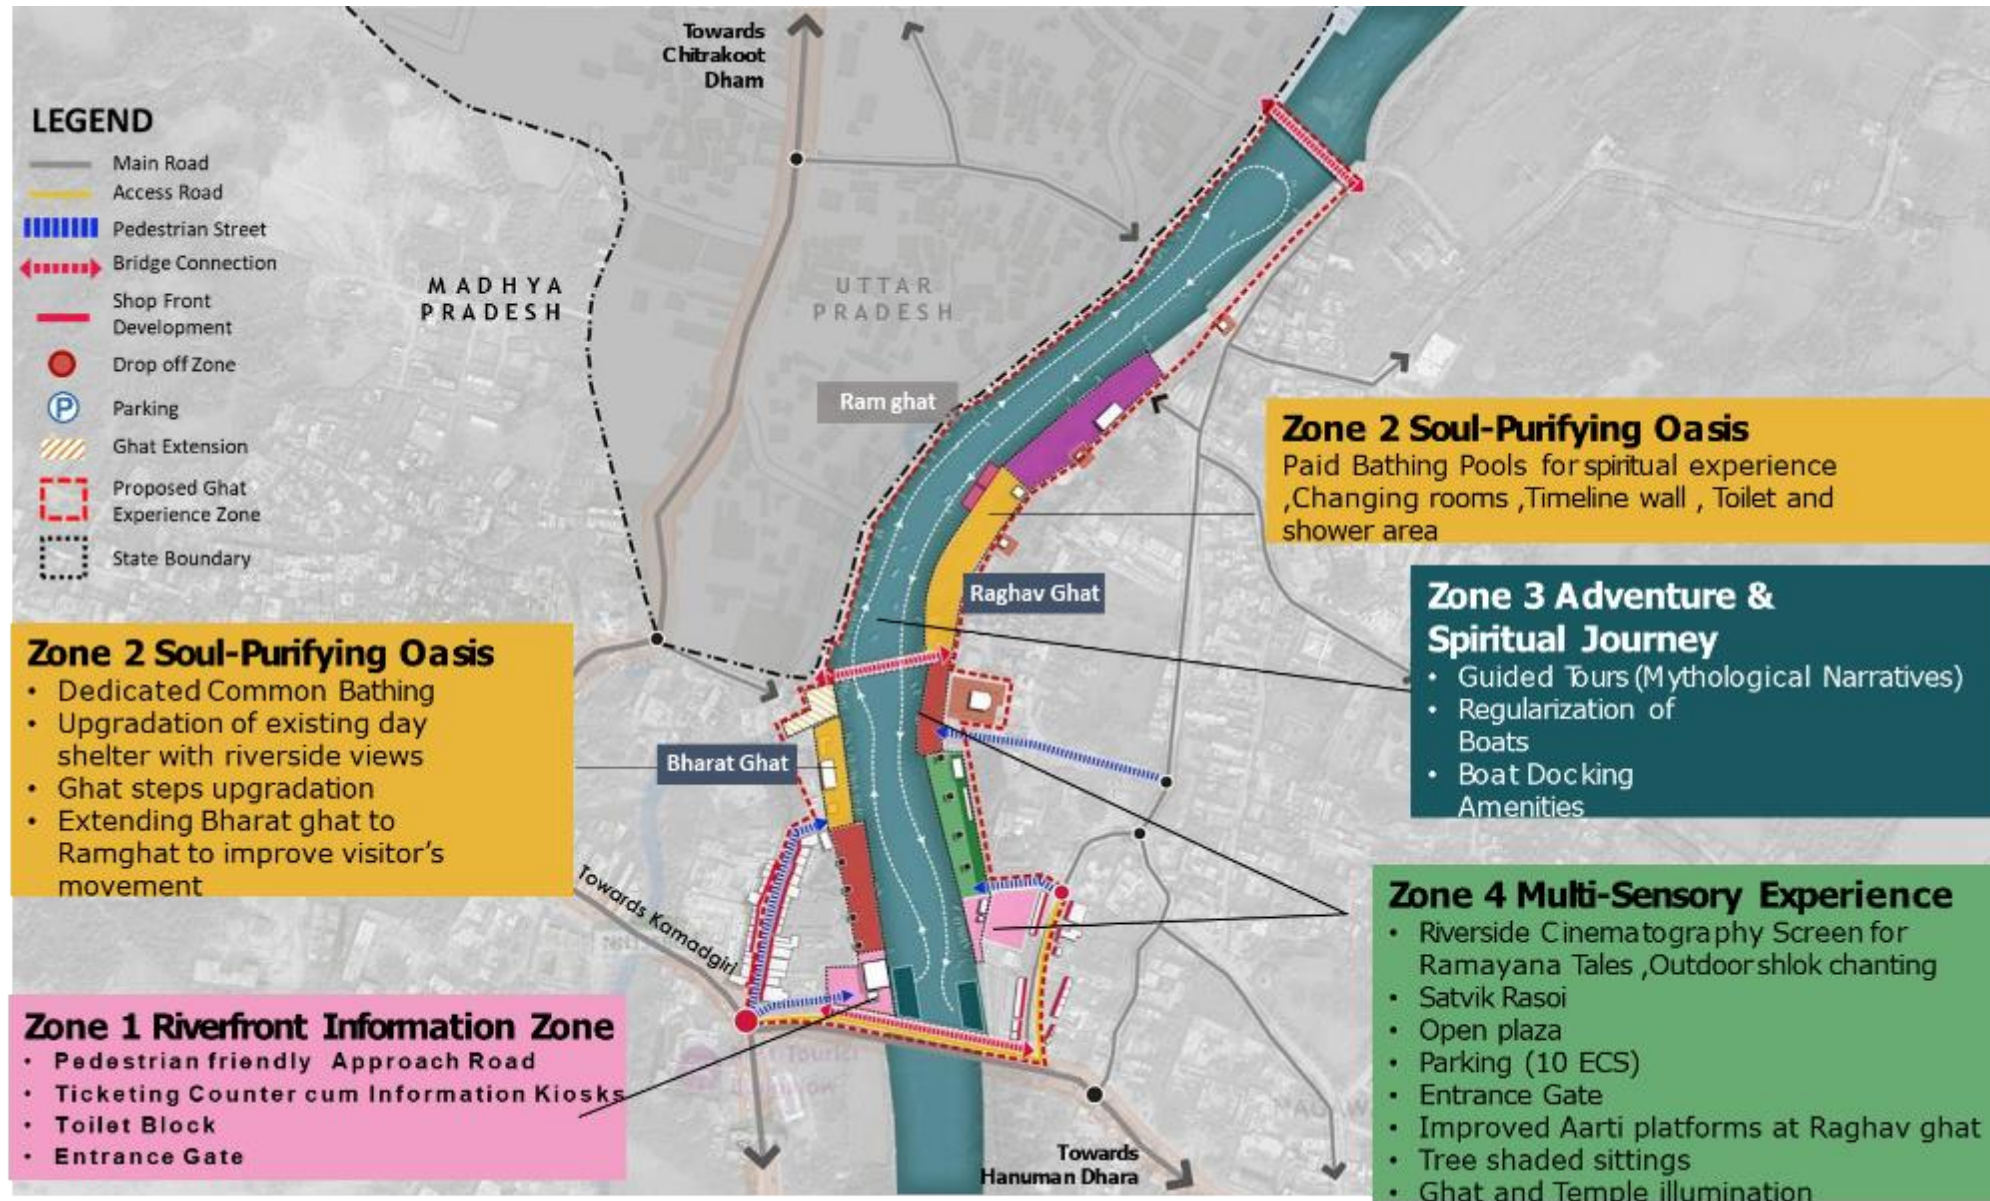 Towards
Chitrakoot
Dham
LEGEND
Main Road
Access Road
Pedestrian Street
Bridge Connection
Shop Front
Development
Drop off Zone
P
Parking
Ghat Extension
Proposed Ghat
Experience Zone
State Boundary
MADHYA
PRADESH
UTTAR
PRADESH
Ram ghat
Raghav Ghat
Bharat Ghat
Zone 2 Soul-Purifying Oasis
Paid Bathing Pools for spiritual experience
,Changing rooms ,Timeline wall , Toilet and
shower area
Zone 3 Adventure &
Spiritual Journey
• Guided Tours (Mythological Narratives)
• Regularization of
Boats
• Boat Docking
Amenities
Zone 2 Soul-Purifying Oasis
• Dedicated Common Bathing
• Upgradation of existing day
shelter with riverside views
• Ghat steps upgradation
• Extending Bharat ghat to
Ramghat to improve visitor's
movement
Towards Kamadgiri
Zone 4 Multi-Sensory Experience
• Riverside Cinematography Screen for
Ramayana Tales ,Outdoor shlok chanting
• Satvik Rasoi
• Open plaza
• Parking (10 ECS)
• Entrance Gate
• Improved Aarti platforms at Raghav ghat
• Tree shaded sittings
• Ghat and Temple illumination
Zone 1 Riverfront Information Zone
• Pedestrian friendly Approach Road
• Ticketing Counter cum Information Kiosks
• Toilet Block
• Entrance Gate
Towards
Hanuman Dhara